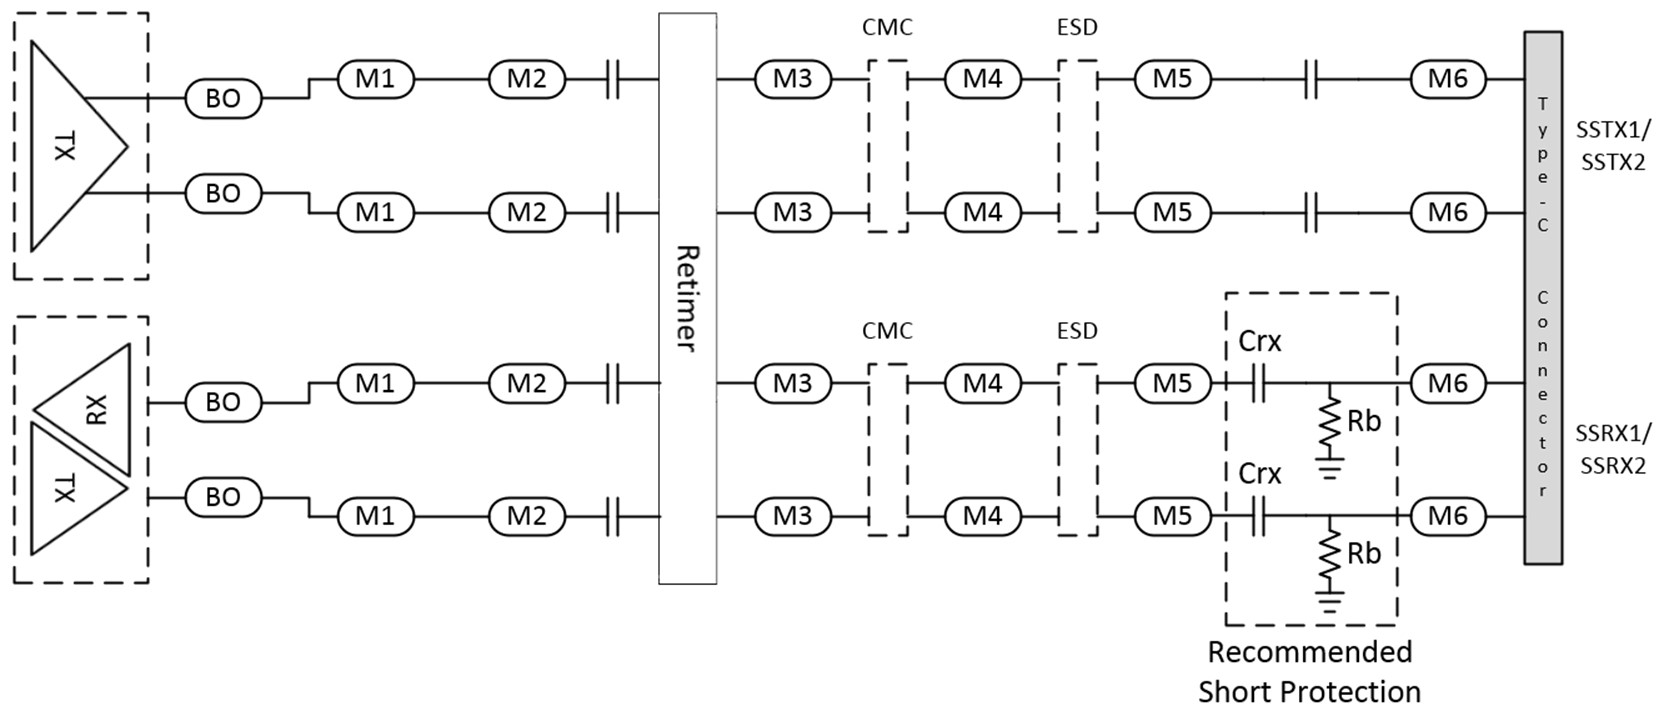 CMC ESD
TX
BO M1 M2 M3 M4 M5 M6
BO M1 M2 M3 M4 M5 M6
SSTX1/
SSTX2
Retimer
Type-C Connector
CMC ESD
RX
TX
BO M1 M2 M3 M4 M5 Crx Rb M6
BO M1 M2 M3 M4 M5 Crx Rb M6
SSRX1/
SSRX2
Recommended
Short Protection